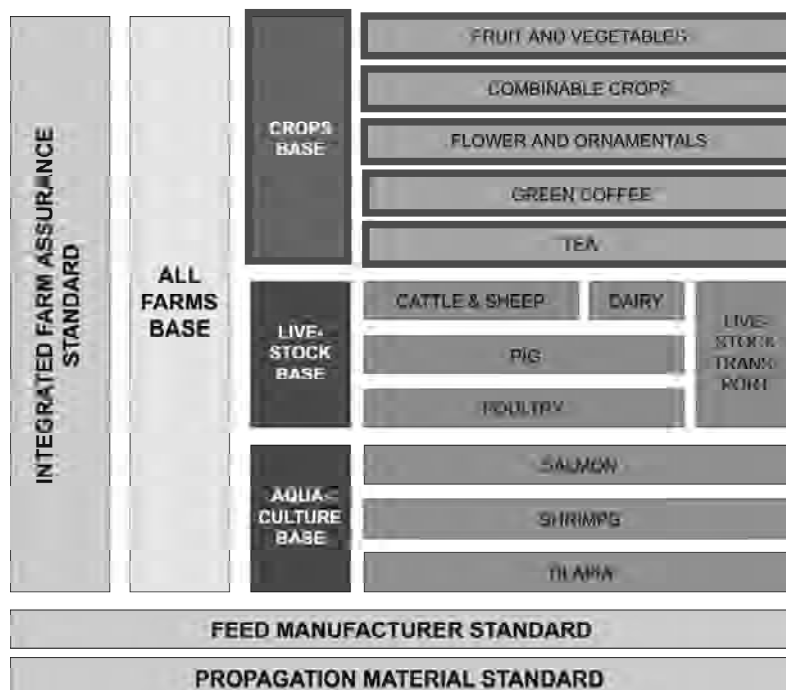 INTEGRATED FARM ASSURANCE
STANDARD
ALL
FARMS
BASE
CROPS
BASE
FRUIT AND VEGETABLES
COMBINABLE CROPS
FLOWER AND ORNAMENTALS
GREEN COFFEE
TEA
LIVE-
STOCK
BASE
CATTLE & SHEEP
DAIRY
PIG
POULTRY
LIVE-
STOCK
TRANS-
PORT
AQUA-
CULTURE
BASE
SALMON
SHRIMPS
TILAPIA
FEED MANUFACTURER STANDARD
PROPAGATION MATERIAL STANDARD